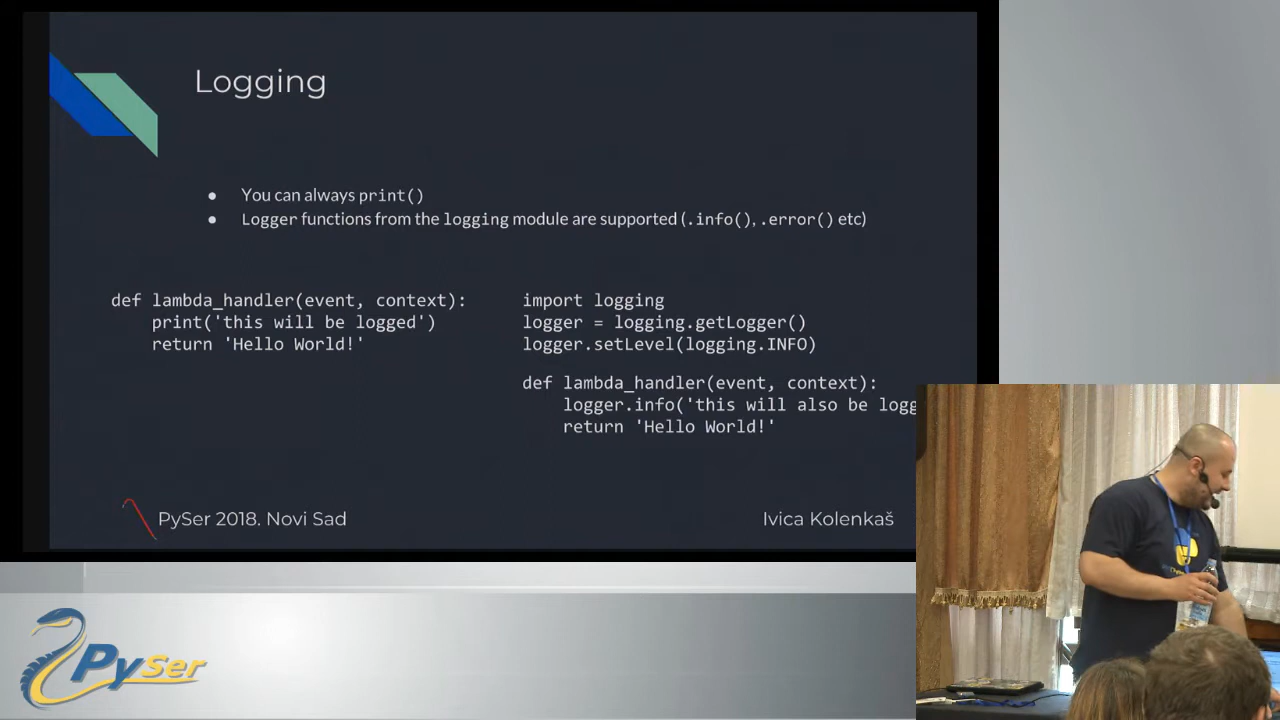 Logging
● You can always print()
● Logger functions from the logging module are supported (.info(), .error() etc)
def lambda_handler(event, context):
    print('this will be logged')
    return 'Hello World!'
import logging
logger = logging.getLogger()
logger.setLevel(logging.INFO)
def lambda_handler(event, context):
    logger.info('this will also be logg
    return 'Hello World!'
PySer 2018. Novi Sad
Ivica Kolenkaš
PySer